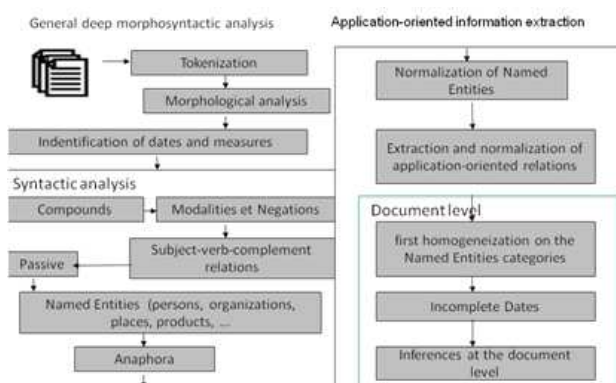 General deep morphosyntactic analysis
Tokenization
Morphological analysis
Indentification of dates and measures
Syntactic analysis
Compounds
Modalities et Negations
Subject-verb-complement
relations
Passive
Named Entities (persons, organizations,
places, products, ...
Anaphora
Application-oriented information extraction
Normalization of Named
Entities
Extraction and normalization of
application-oriented relations
Document level
first homogeneization on the
Named Entities categories
Incomplete Dates
Inferences at the document
level